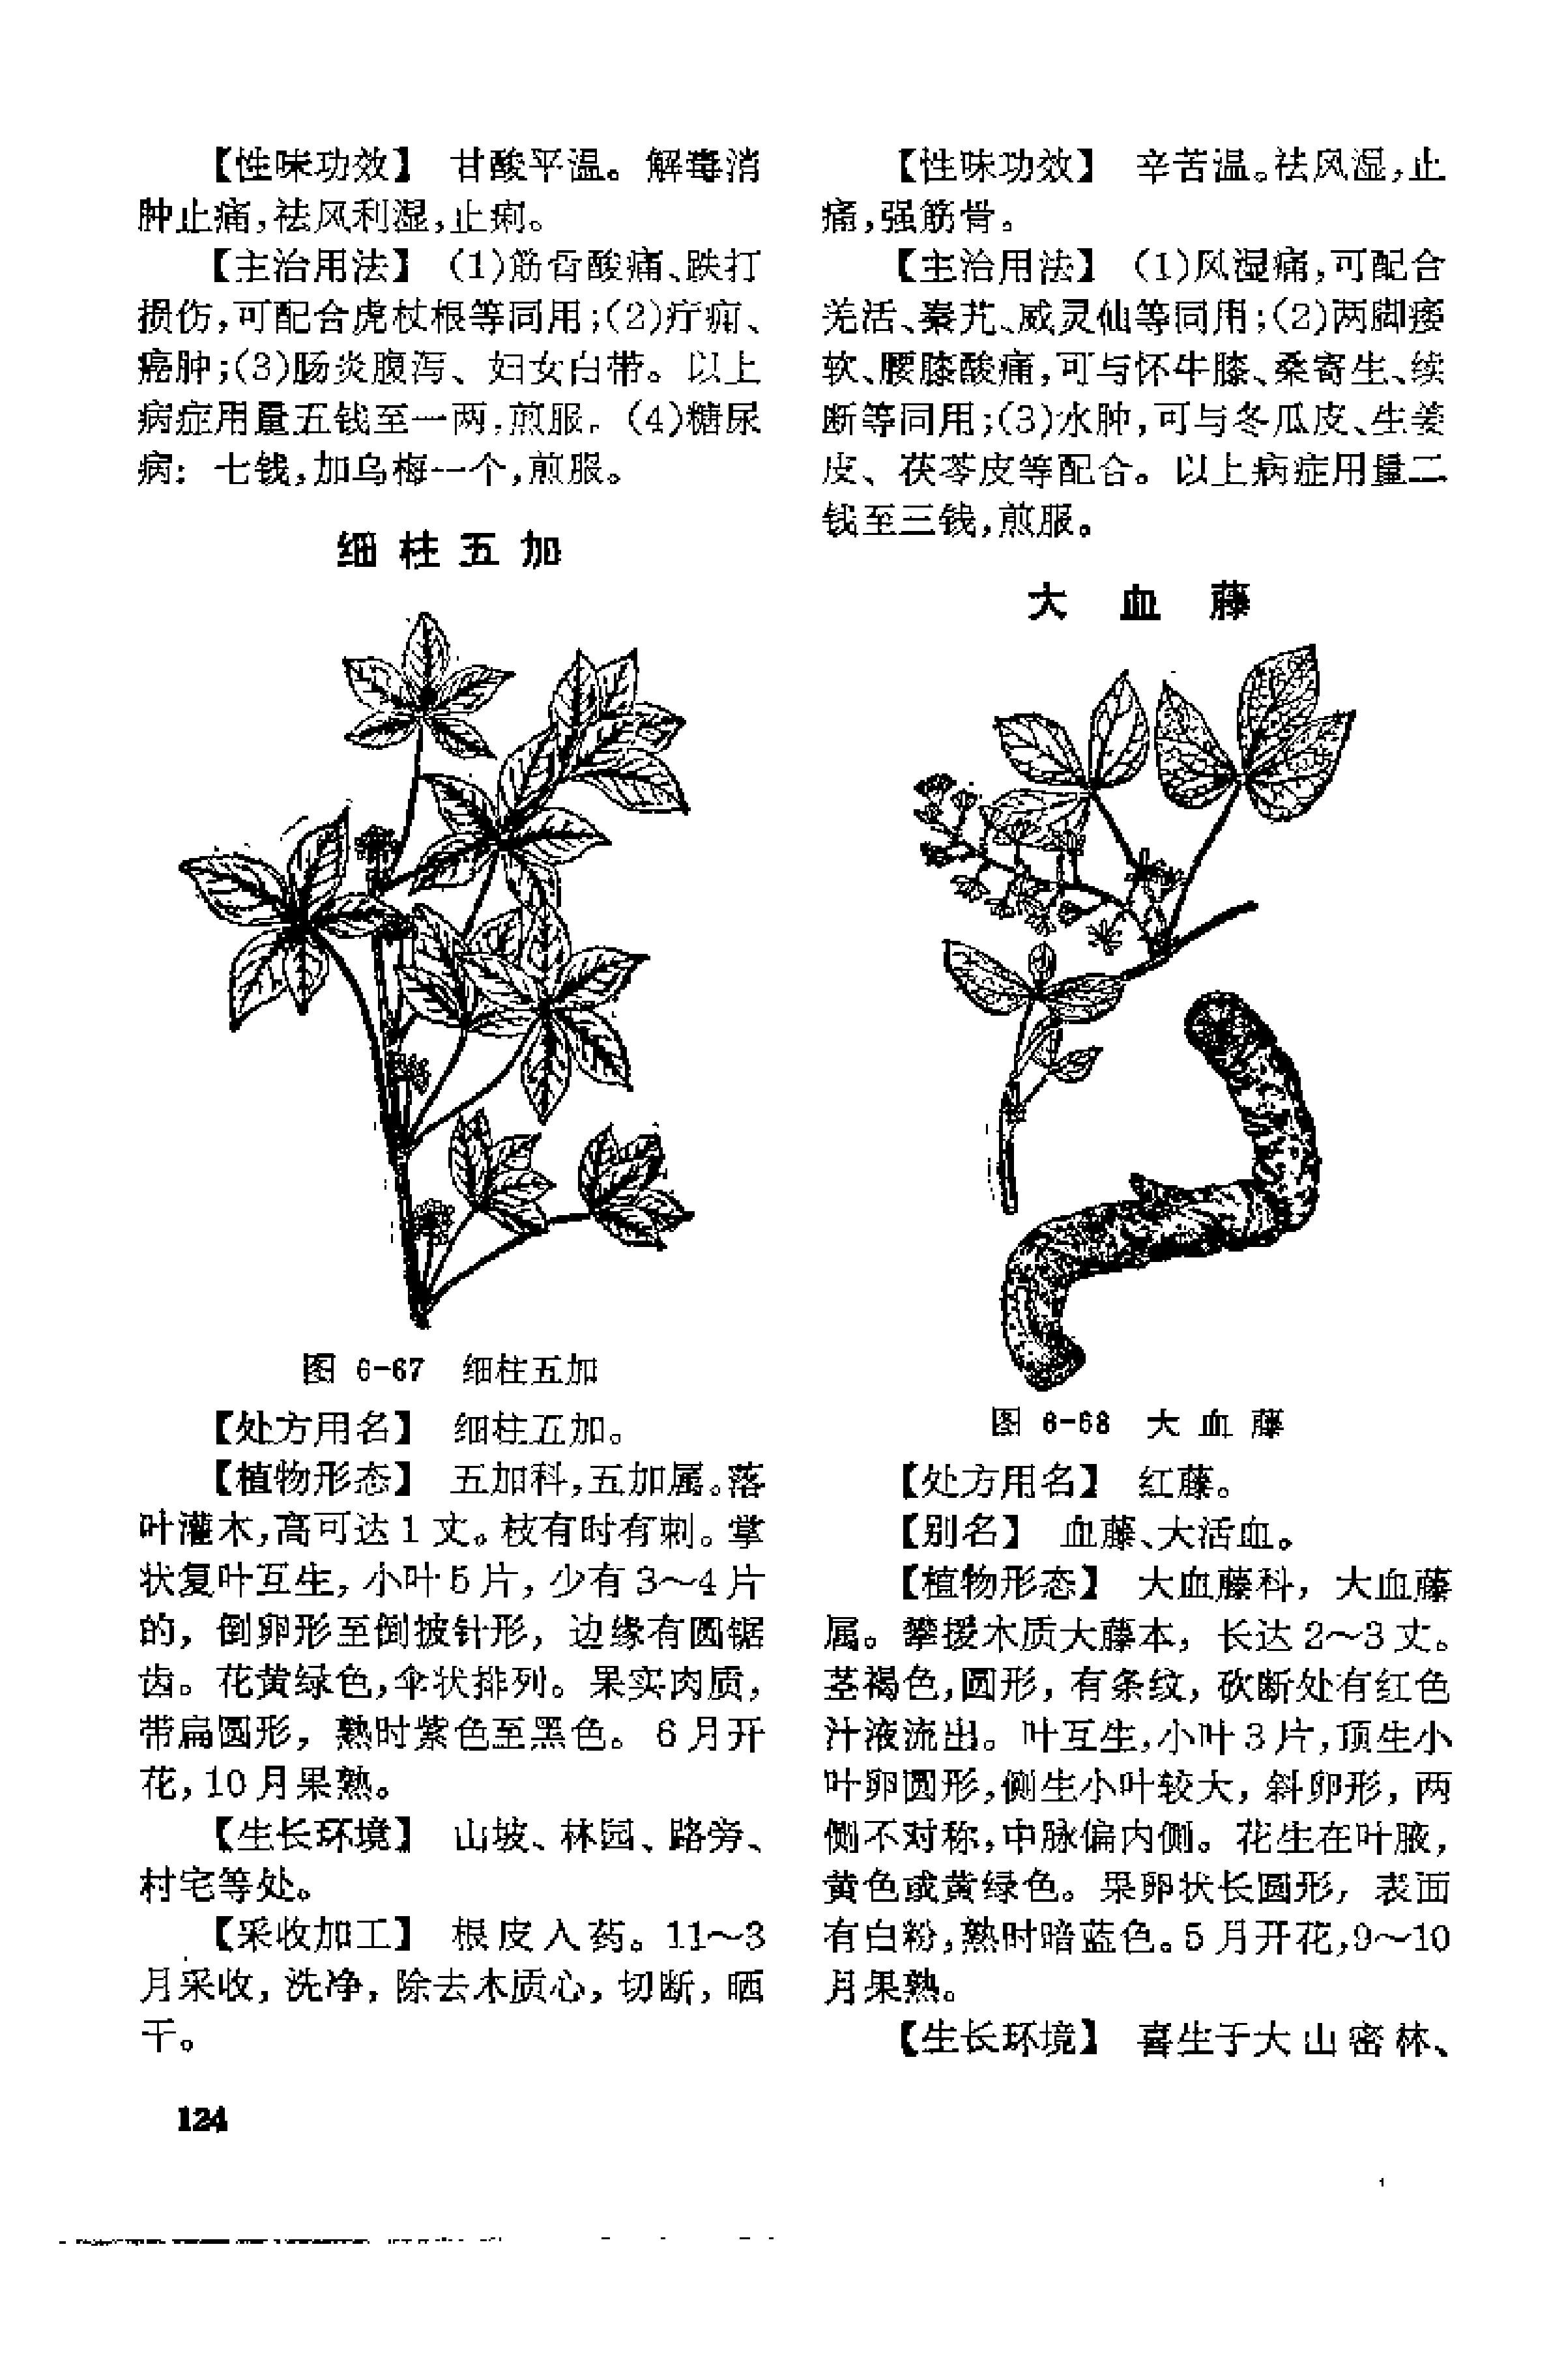 【性味功效】 甘酸平温。解毒消
肿止痛，祛风利湿，止痢。
【主治用法】 (1)筋骨酸痛、跌打
损伤，可配合虎杖根等同用；(2)疔痈、
疮肿；(3)肠炎腹泻、妇女白带。以上
病症用量五钱至一两，煎服。(4)糖尿
病：七钱，加乌梅一个，煎服。
细柱五加
图 6-67 细柱五加
【处方用名】 细柱五加。
【植物形态】 五加科，五加属。落
叶灌木，高可达1丈。枝有时有刺。掌
状复叶互生，小叶5片，少有3～4片
的，倒卵形至倒披针形，边缘有圆锯
齿。花黄绿色，伞状排列。果实肉质，
带扁圆形，熟时紫色至黑色。6月开
花，10月果熟。
【生长环境】 山坡、林园、路旁、
村宅等处。
【采收加工】 根皮入药。11～3
月采收，洗净，除去木质心，切断，晒
干。
124
【性味功效】 辛苦温。祛风湿，止
痛，强筋骨。
【主治用法】 (1)风湿痛，可配合
羌活、秦艽、威灵仙等同用；(2)两脚痿
软、腰膝酸痛，可与怀牛膝、桑寄生、续
断等同用；(3)水肿，可与冬瓜皮、生姜
皮、茯苓皮等配合。以上病症用量二
钱至三钱，煎服。
大血藤
图 6-68 大血藤
【处方用名】 红藤。
【别名】 血藤、大活血。
【植物形态】 大血藤科，大血藤
属。攀援木质大藤本，长达2～3丈。
茎褐色，圆形，有条纹，砍断处有红色
汁液流出。叶互生，小叶3片，顶生小
叶卵圆形，侧生小叶较大，斜卵形，两
侧不对称，中脉偏内侧。花生在叶腋，
黄色或黄绿色。果卵状长圆形，表面
有白粉，熟时暗蓝色。5月开花，9～10
月果熟。
【生长环境】 喜生于大山密林、